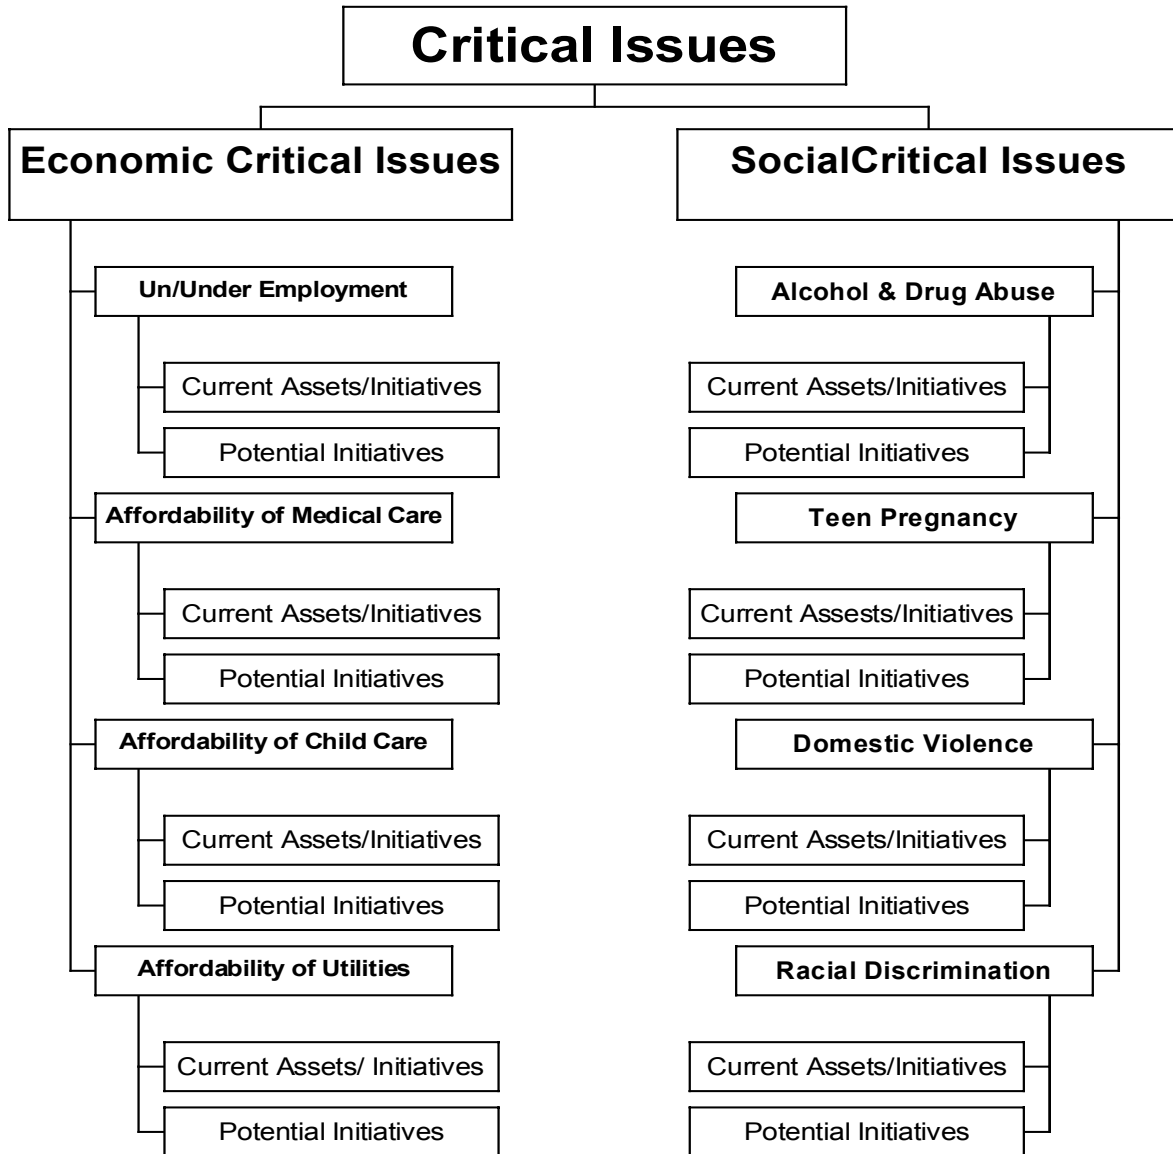 Critical Issues
Economic Critical Issues
Un/Under Employment
Current Assets/Initiatives
Potential Initiatives
Affordability of Medical Care
Current Assets/Initiatives
Potential Initiatives
Affordability of Child Care
Current Assets/Initiatives
Potential Initiatives
Affordability of Utilities
Current Assets/ Initiatives
Potential Initiatives
SocialCritical Issues
Alcohol & Drug Abuse
Current Assets/Initiatives
Potential Initiatives
Teen Pregnancy
Current Assests/Initiatives
Potential Initiatives
Domestic Violence
Current Assets/Initiatives
Potential Initiatives
Racial Discrimination
Current Assets/Initiatives
Potential Initiatives